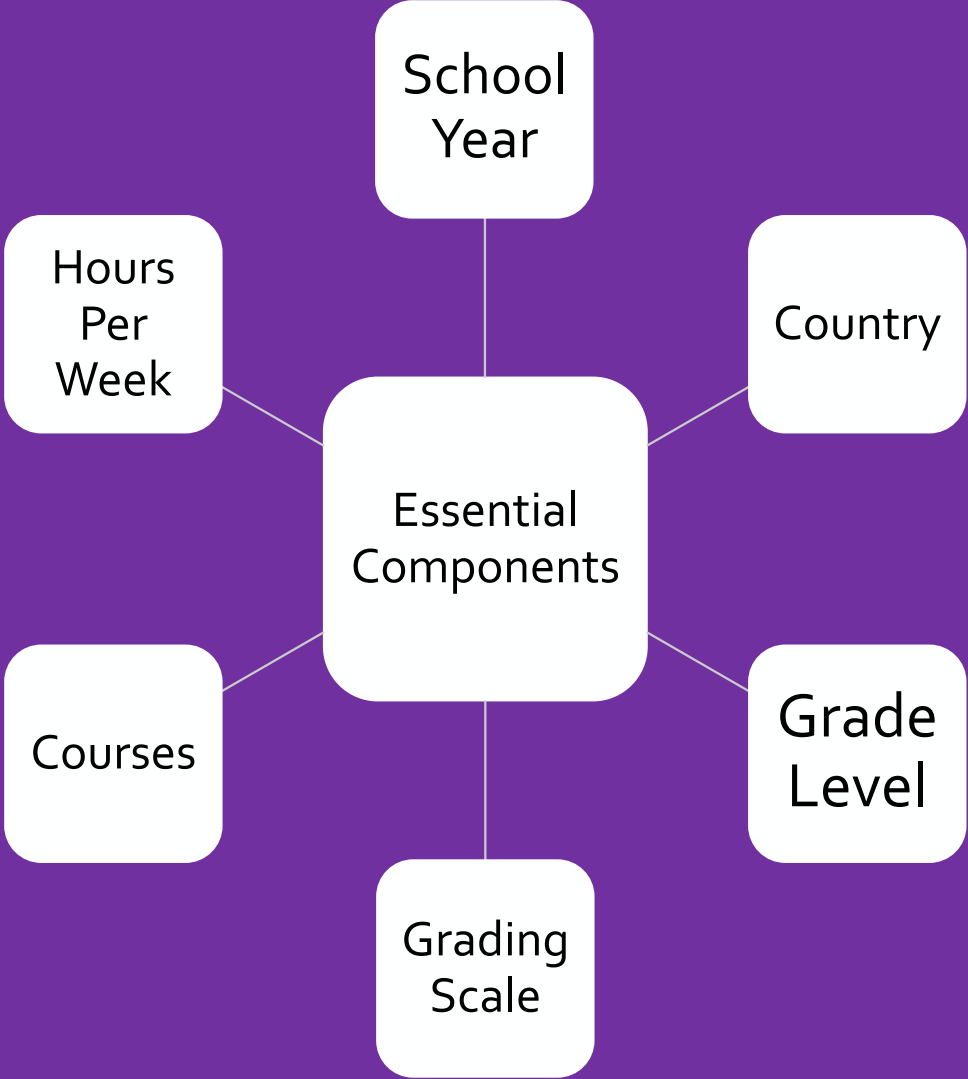 School
Year
Hours
Per
Week
Country
Essential
Components
Courses
Grade
Level
Grading
Scale